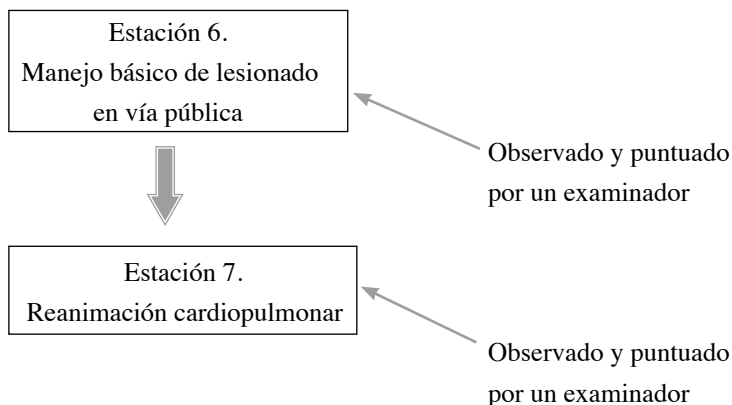 Estación 6.
Manejo básico de lesionado
en vía pública
Observado y puntuado
por un examinador
Estación 7.
Reanimación cardiopulmonar
Observado y puntuado
por un examinador